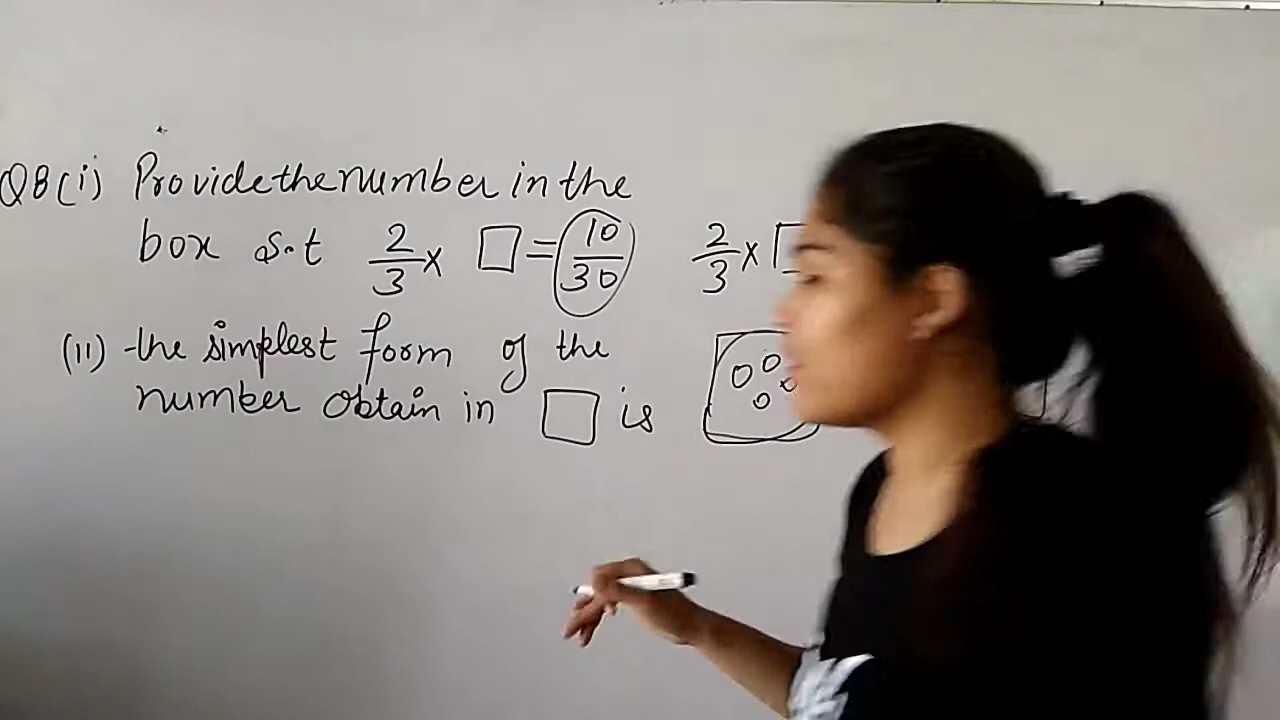 Q8(i) Provide the number in the
box s.t 2/3 × □ = 10/30 2/3 × □
(11) the simplest form of the
number obtain in □ is